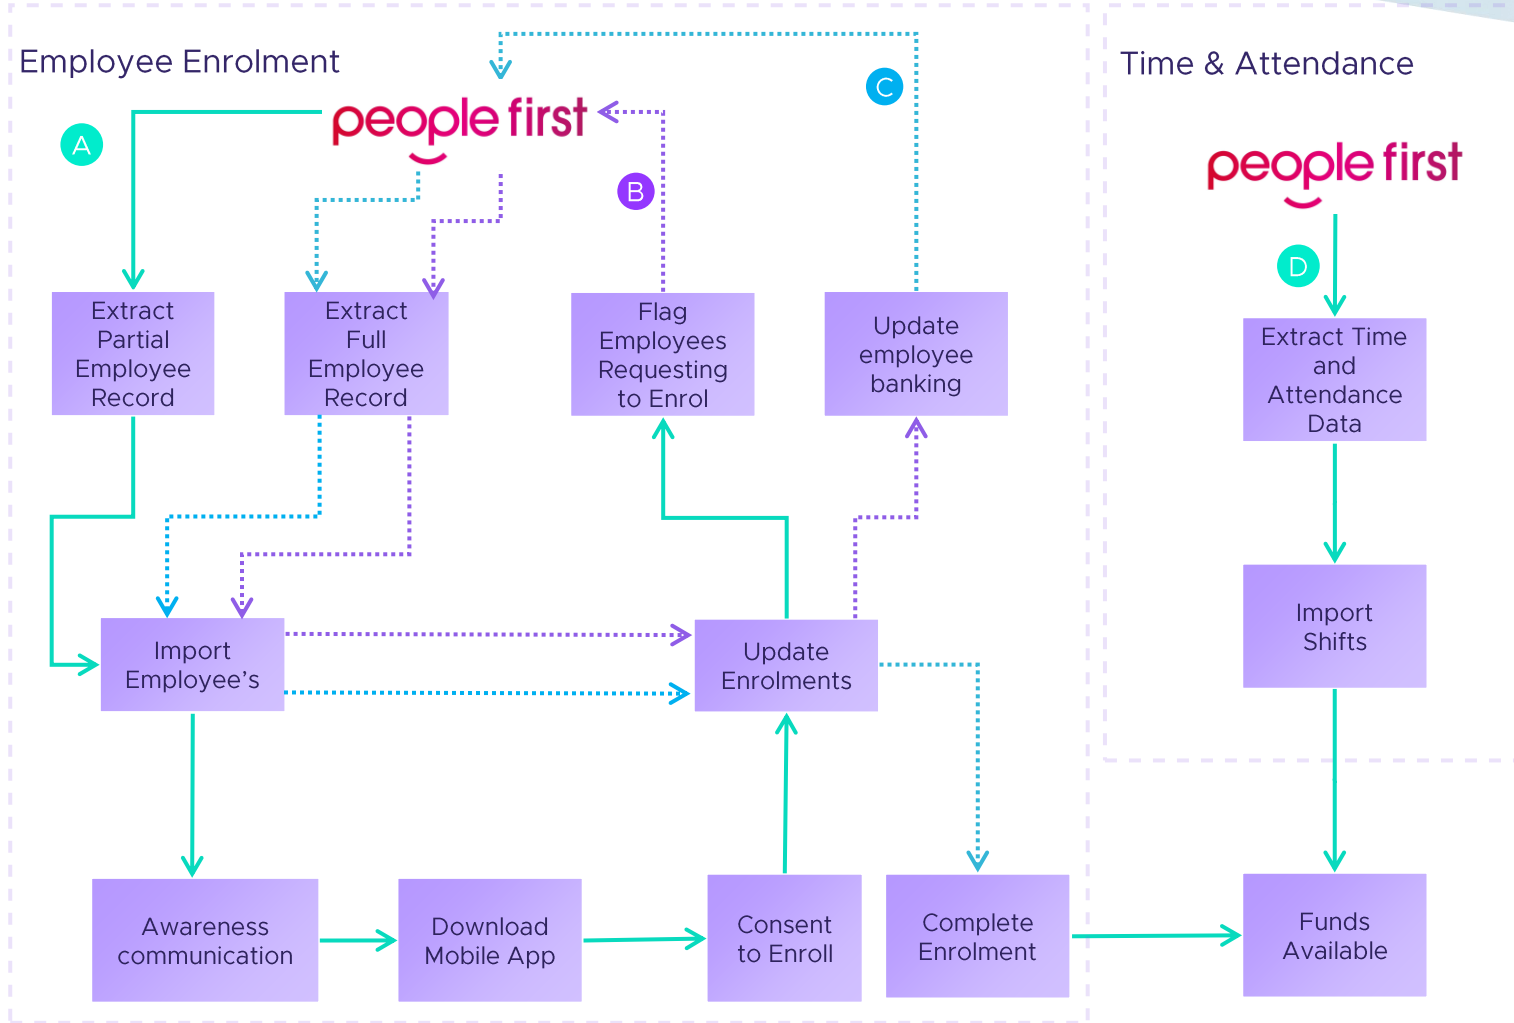 Employee Enrolment
Time & Attendance
C
people first
A
people first
B
D
Extract
Partial
Employee
Record
Extract
Full
Employee
Record
Flag
Employees
Requesting
to Enrol
Update
employee
banking
Extract Time
and
Attendance
Data
Import
Shifts
Import
Employee’s
Update
Enrolments
Awareness
communication
Download
Mobile App
Consent
to Enroll
Complete
Enrolment
Funds
Available